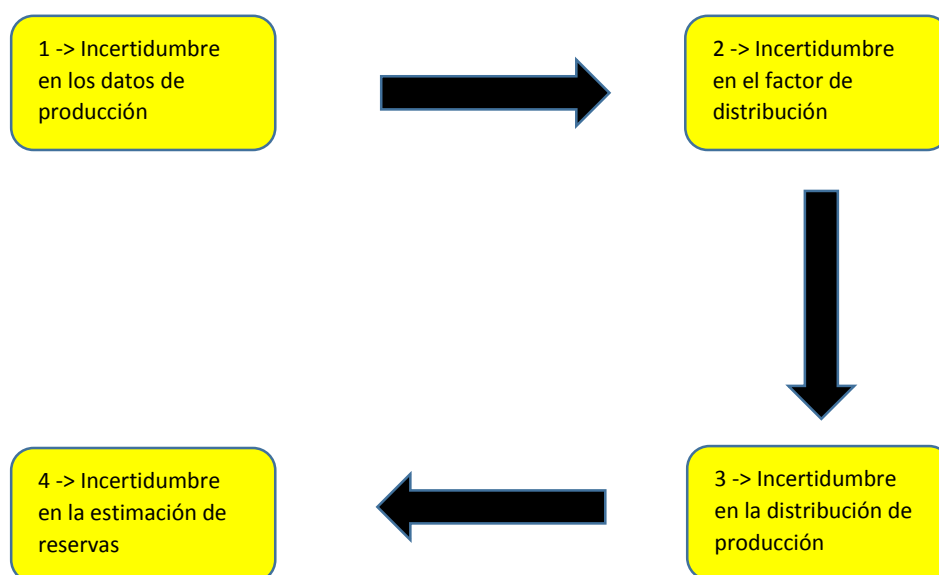 1 -> Incertidumbre
en los datos de
producción
2 -> Incertidumbre
en el factor de
distribución
3 -> Incertidumbre
en la distribución de
producción
4 -> Incertidumbre
en la estimación de
reservas